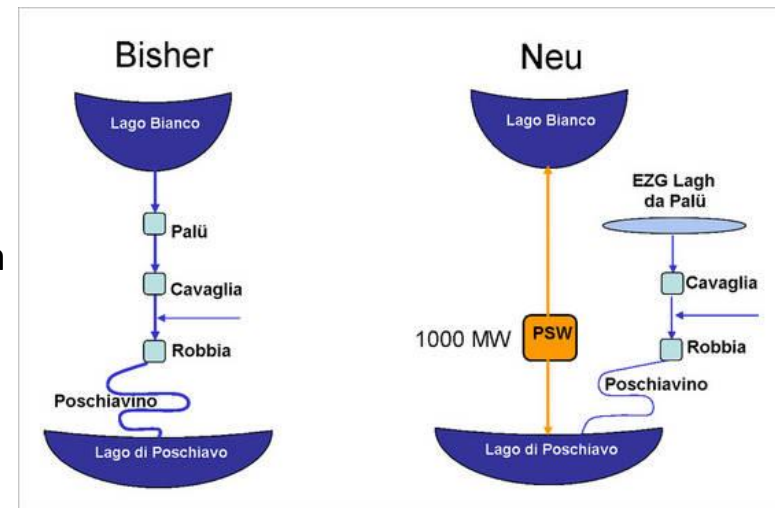 Bisher
Lago Bianco
Palü
Cavaglia
Robbia
Poschiavino
Lago di Poschiavo
Neu
Lago Bianco
EZG Lagh
da Palü
Cavaglia
1000 MW
PSW
Robbia
Poschiavino
Lago di Poschiavo